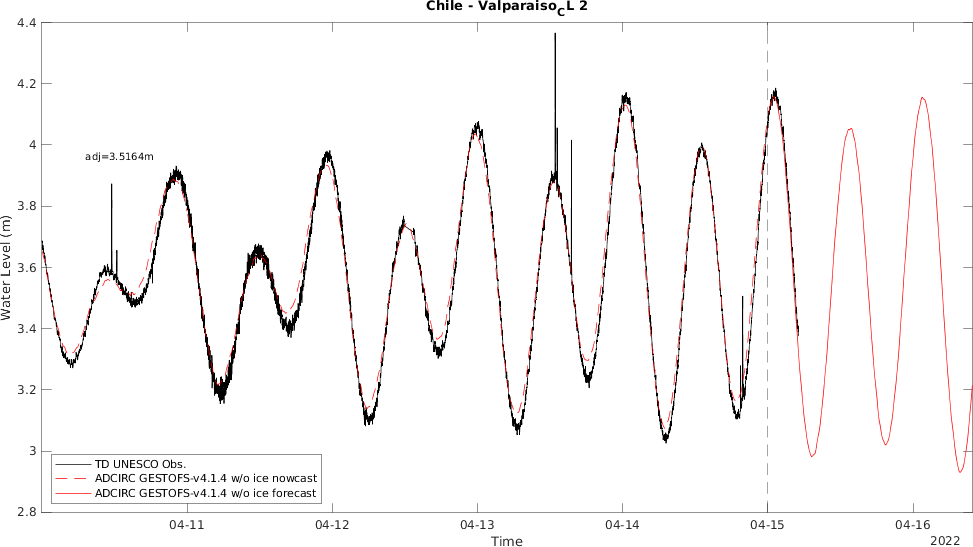 Chile - Valparaiso_CL 2
4.4
4.2
4
3.8
3.6
3.4
3.2
3
2.8
Water Level (m)
adj=3.5164m
TD UNESCO Obs.
ADCIRC GESTOFS-v4.1.4 w/o ice nowcast
ADCIRC GESTOFS-v4.1.4 w/o ice forecast
04-11
04-12
04-13
04-14
04-15
04-16
Time
2022